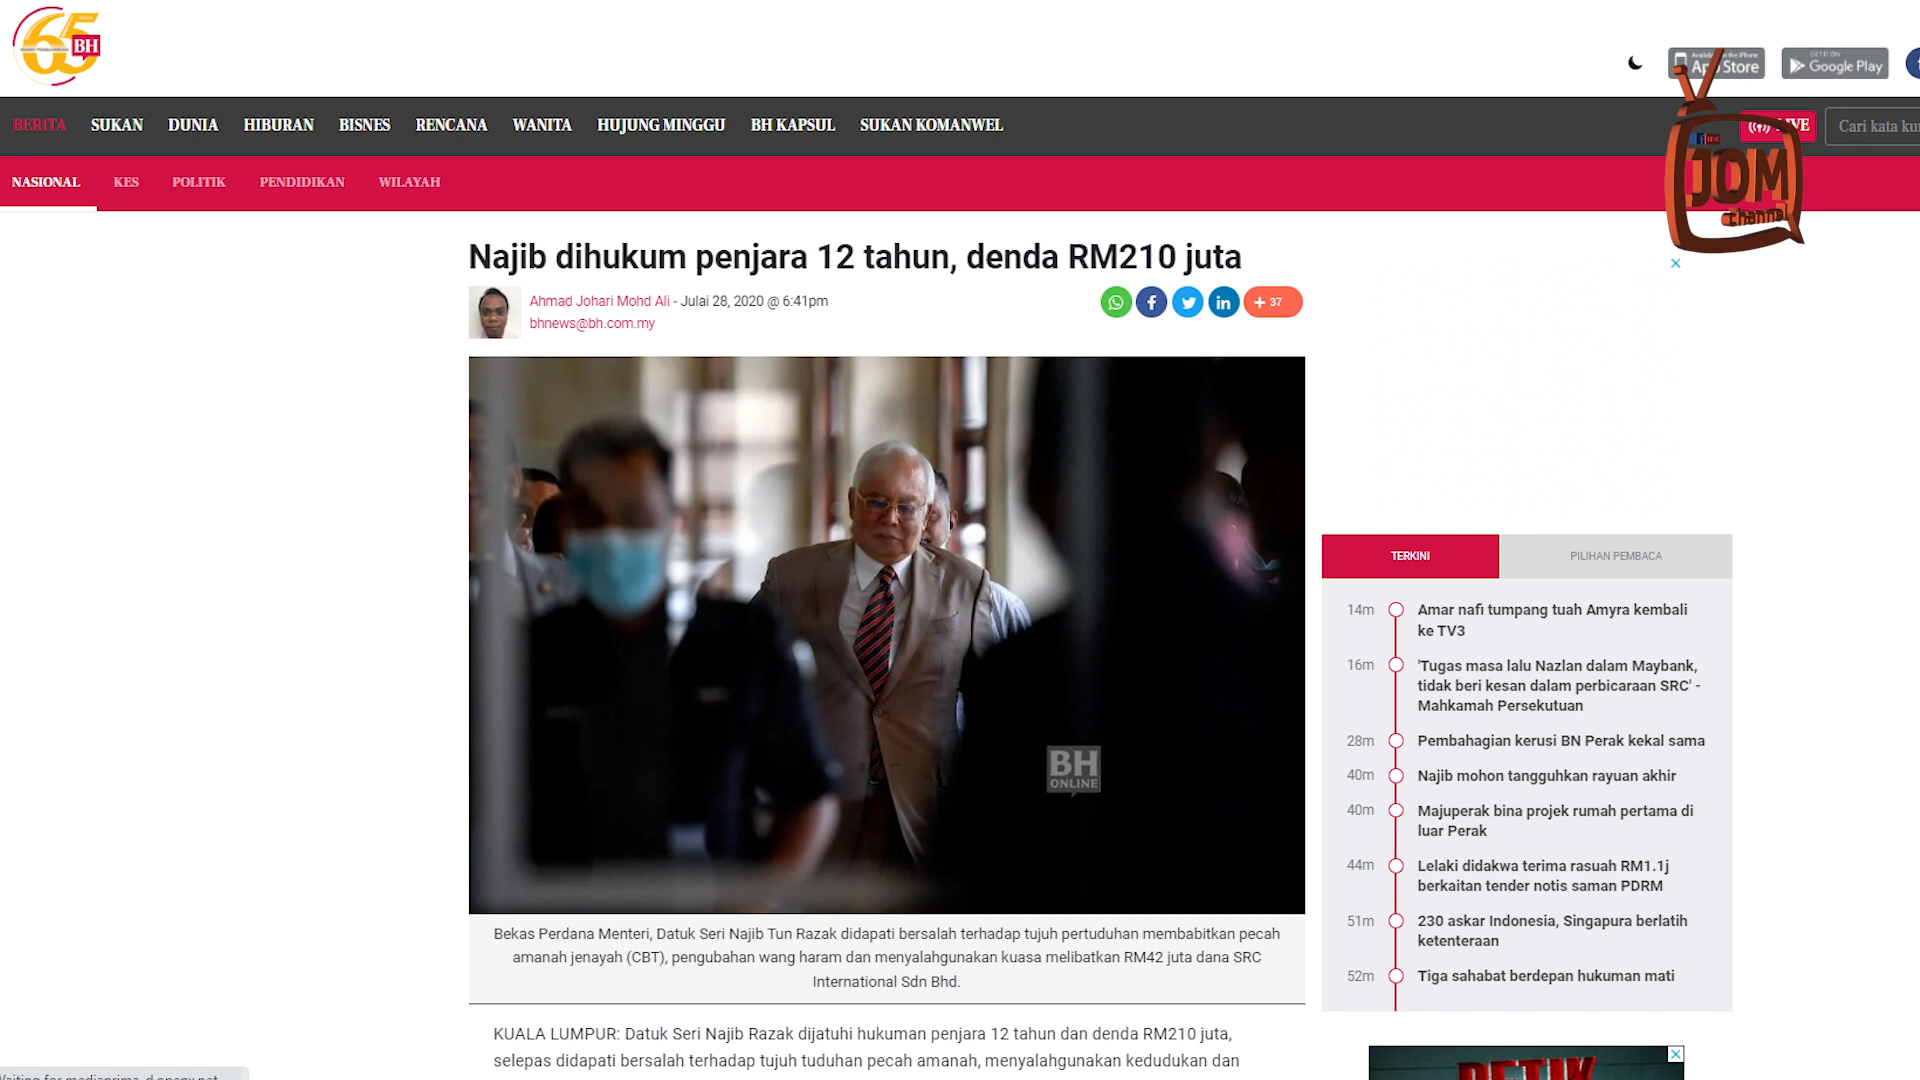 65
BH
App Store
GET IT ON
Google Play
BERITA SUKAN DUNIA HIBURAN BISNES RENCANA WANITA HUJUNG MINGGU BH KAPSUL SUKAN KOMANWEL
Cari kata
JOM
channel
NASIONAL KES POLITIK PENDIDIKAN WILAYAH
Najib dihukum penjara 12 tahun, denda RM210 juta
Ahmad Johari Mohd Ali - Julai 28, 2020 @ 6:41pm
bhnews@bh.com.my
+ 37
BH
ONLINE
Bekas Perdana Menteri, Datuk Seri Najib Tun Razak didapati bersalah terhadap tujuh pertuduhan membabitkan pecah
amanah jenayah (CBT), pengubahan wang haram dan menyalahgunakan kuasa melibatkan RM42 juta dana SRC
International Sdn Bhd.
KUALA LUMPUR: Datuk Seri Najib Razak dijatuhi hukuman penjara 12 tahun dan denda RM210 juta,
selepas didapati bersalah terhadap tujuh tuduhan pecah amanah, menyalahgunakan kedudukan dan
TERKINI PILIHAN PEMBACA
14m Amar nafi tumpang tuah Amyra kembali
ke TV3
16m 'Tugas masa lalu Nazlan dalam Maybank,
tidak beri kesan dalam perbicaraan SRC' -
Mahkamah Persekutuan
28m Pembahagian kerusi BN Perak kekal sama
40m Najib mohon tangguhkan rayuan akhir
40m Majuperak bina projek rumah pertama di
luar Perak
44m Lelaki didakwa terima rasuah RM1.1j
berkaitan tender notis saman PDRM
51m 230 askar Indonesia, Singapura berlatih
ketenteraan
52m Tiga sahabat berdepan hukuman mati